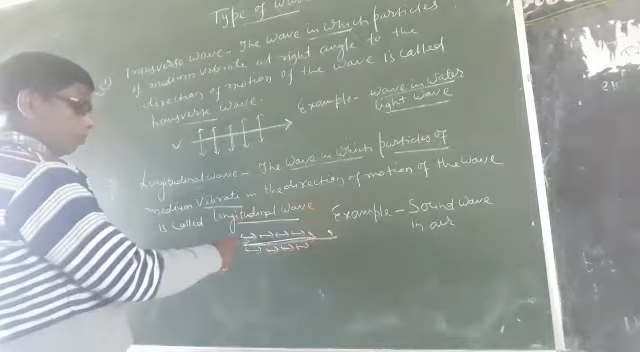 Type of wave
(1) Transverse wave - The wave in which particles
of medium vibrate at right angle to the
direction of motion of the wave is called
transverse wave.
Example - wave in water
light wave
Longitudinal wave - The wave in which particles of
medium vibrate in the direction of motion of the wave
is called longitudinal wave
Example - Sound wave
in air